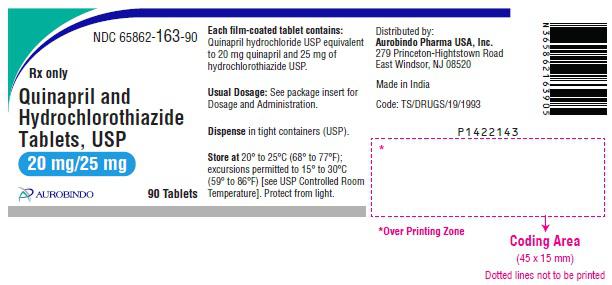 NDC 65862-163-90
Rx only
Quinapril and
Hydrochlorothiazide
Tablets, USP
20 mg/25 mg
AUROBINDO
90 Tablets
Each film-coated tablet contains:
Quinapril hydrochloride USP equivalent
to 20 mg quinapril and 25 mg of
hydrochlorothiazide USP.
Usual Dosage: See package insert for
Dosage and Administration.
Dispense in tight containers (USP).
Store at 20° to 25°C (68° to 77°F);
excursions permitted to 15° to 30°C
(59° to 86°F) [see USP Controlled Room
Temperature]. Protect from light.
Distributed by:
Aurobindo Pharma USA, Inc.
279 Princeton-Hightstown Road
East Windsor, NJ 08520
Made in India
Code: TS/DRUGS/19/1993
P1422143
*
*Over Printing Zone
Coding Area
(45 x 15 mm)
Dotted lines not to be printed
N365862163905